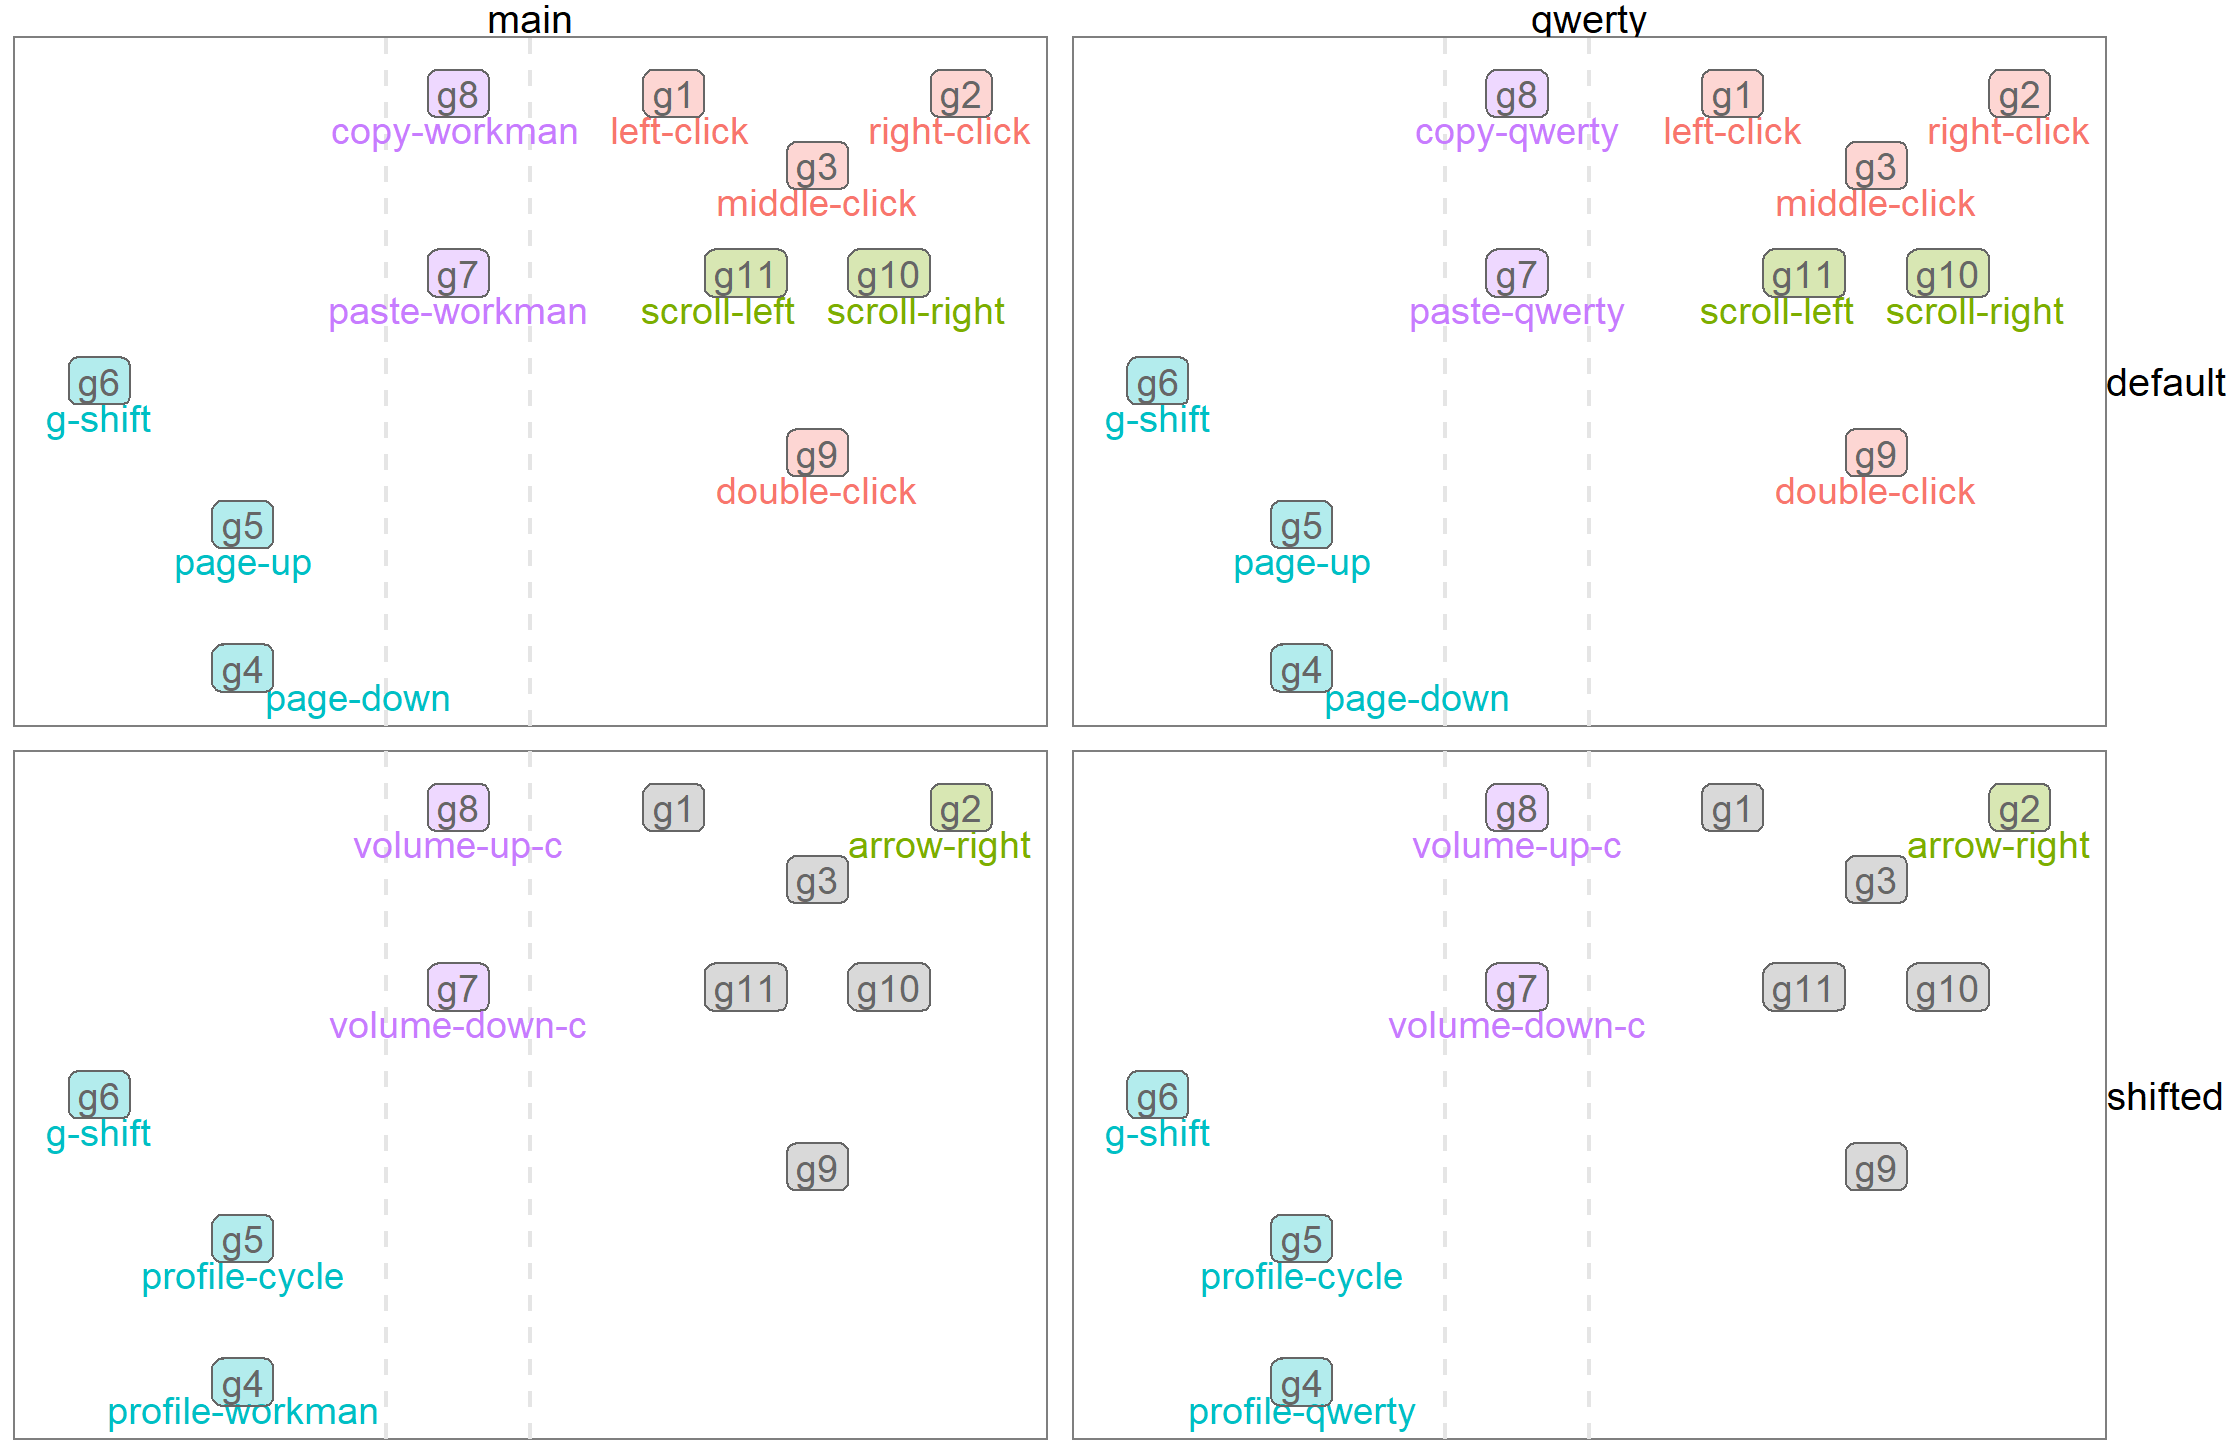 main
qwerty
g8
g1
g2
copy-workman
left-click
right-click
g3
middle-click
g7
g11
g10
paste-workman
scroll-left
scroll-right
g6
g-shift
g9
double-click
g5
page-up
g4
page-down
g8
g1
g2
copy-qwerty
left-click
right-click
g3
middle-click
g7
g11
g10
paste-qwerty
scroll-left
scroll-right
g6
g-shift
g9
double-click
g5
page-up
g4
page-down
default
g8
g1
g2
volume-up-c
arrow-right
g3
g7
g11
g10
volume-down-c
g6
g-shift
g9
g5
profile-cycle
g4
profile-workman
g8
g1
g2
volume-up-c
arrow-right
g3
g7
g11
g10
volume-down-c
g6
g-shift
g9
g5
profile-cycle
g4
profile-qwerty
shifted